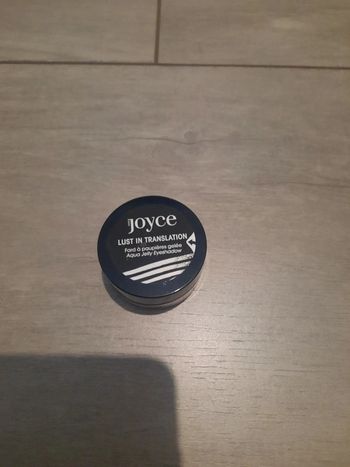 Joyce
LUST IN TRANSLATION
Fard à paupières gelée
Aqua Jelly Eyeshadow